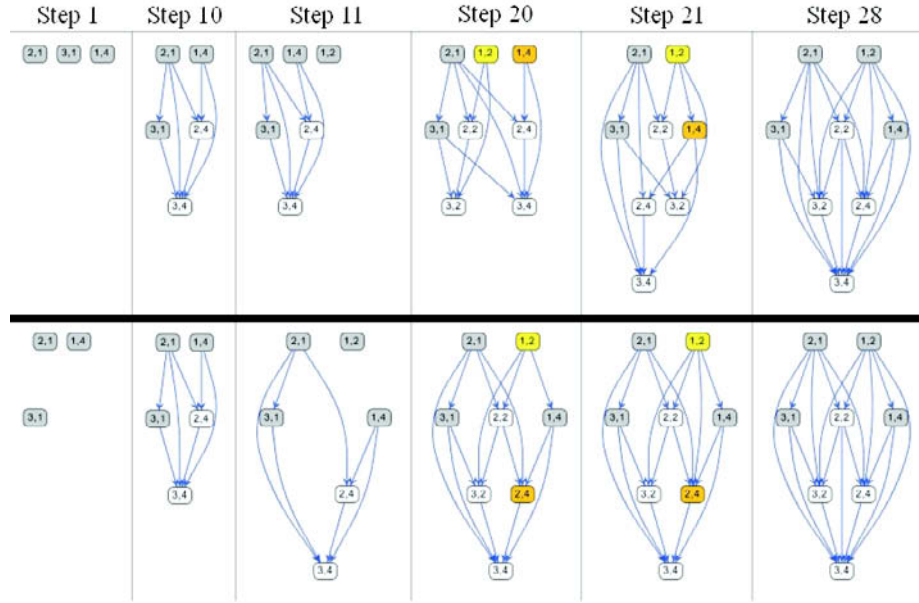 Step 1 Step 10 Step 11 Step 20 Step 21 Step 28
2,1 3,1 1,4 2,1 1,4 2,1 1,4 1,2 2,1 1,2 1,4 2,1 1,2 2,1 1,2
3,1 2,4 3,1 2,4 3,1 2,2 2,4 3,1 2,2 1,4 3,1 2,2 1,4
3,4 3,4 3,2 3,4 2,4 3,2 3,2 2,4
3,4 3,4
2,1 1,4 2,1 1,4 2,1 1,2 2,1 1,2 2,1 1,2 2,1 1,2
3,1 3,1 2,4 3,1 1,4 3,1 2,2 1,4 3,1 2,2 1,4 3,1 2,2 1,4
3,4 2,4 3,2 2,4 3,2 2,4 3,2 2,4
3,4 3,4 3,4 3,4